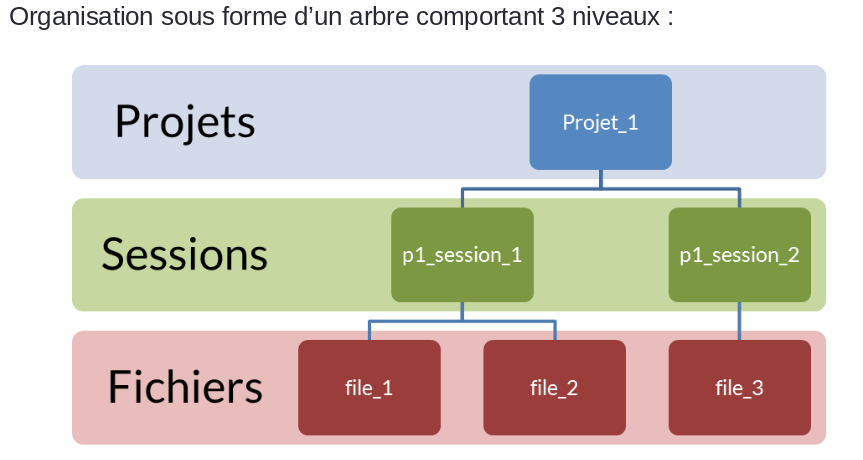 Organisation sous forme d’un arbre comportant 3 niveaux :
Projets
Projet_1
Sessions
p1_session_1
p1_session_2
Fichiers
file_1
file_2
file_3